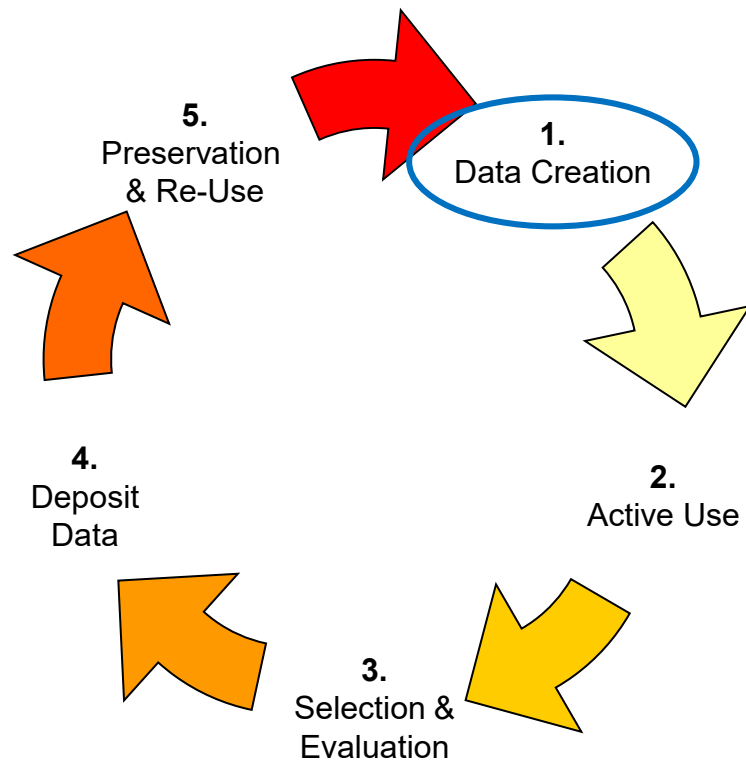 1.
Data Creation
2.
Active Use
3.
Selection &
Evaluation
4.
Deposit
Data
5.
Preservation
& Re-Use